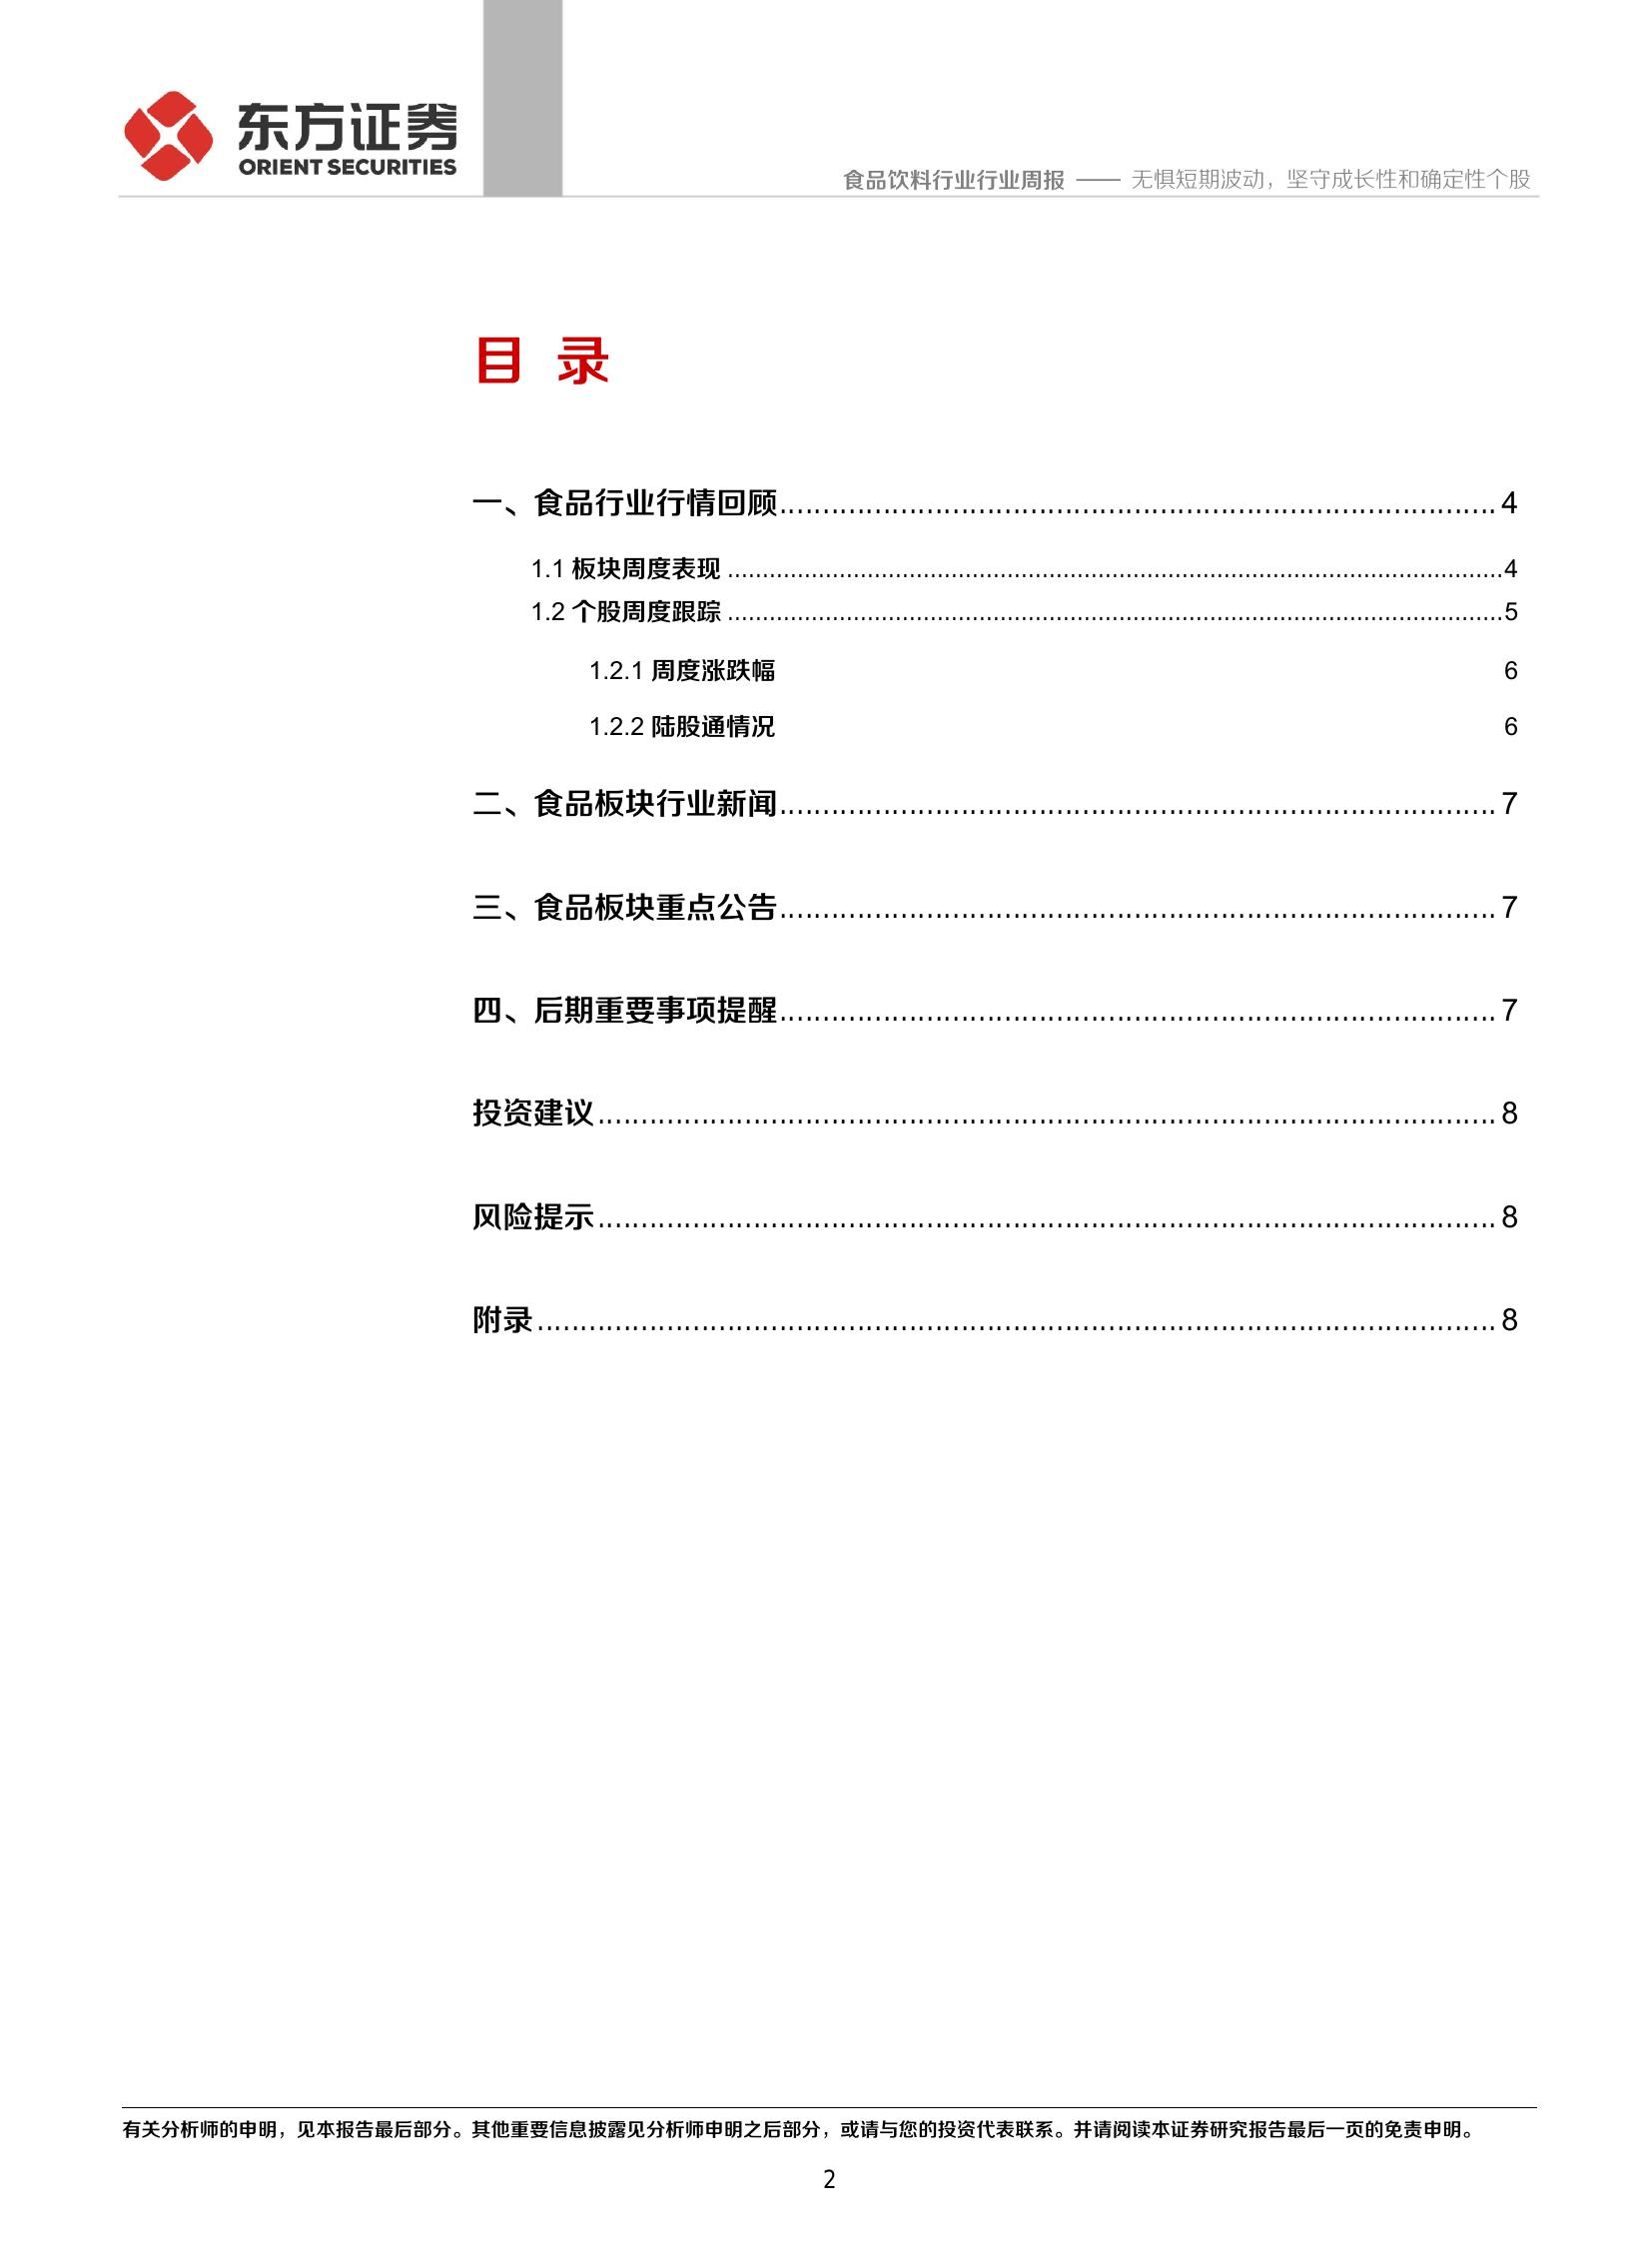 东方证券
ORIENT SECURITIES
食品饮料行业行业周报 —— 无惧短期波动，坚守成长性和确定性个股
目 录
一、食品行业行情回顾........................................ 4
1.1 板块周度表现 ........................................4
1.2 个股周度跟踪 ........................................5
1.2.1 周度涨跌幅 6
1.2.2 陆股通情况 6
二、食品板块行业新闻........................................ 7
三、食品板块重点公告........................................ 7
四、后期重要事项提醒........................................ 7
投资建议........................................ 8
风险提示........................................ 8
附录........................................ 8
有关分析师的申明，见本报告最后部分。其他重要信息披露见分析师申明之后部分，或请与您的投资代表联系。并请阅读本证券研究报告最后一页的免责申明。
2